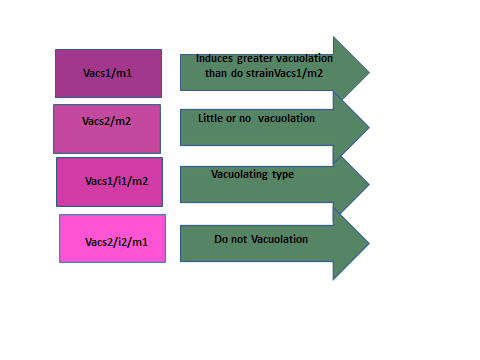 Vacs1/m1
Induces greater vacuolation
than do strainVacs1/m2
Vacs2/m2
Little or no vacuolation
Vacs1/i1/m2
Vacuolating type
Vacs2/i2/m1
Do not Vacuolation